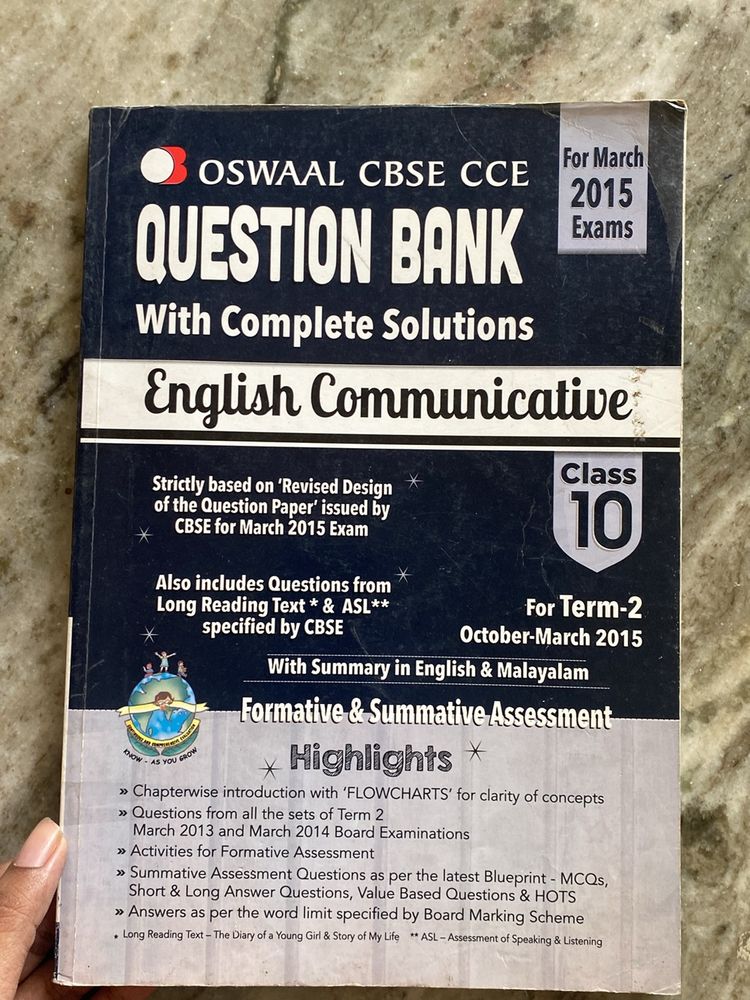 OSWAAL CBSE CCE
For March
2015
Exams
QUESTION BANK
With Complete Solutions
English Communicative
Class
10
Strictly based on 'Revised Design
of the Question Paper' issued by
CBSE for March 2015 Exam
Also includes Questions from
Long Reading Text * & ASL**
specified by CBSE
For Term-2
October-March 2015
With Summary in English & Malayalam
Formative & Summative Assessment
KNOW - AS YOU GROW
Highlights
» Chapterwise introduction with 'FLOWCHARTS' for clarity of concepts
» Questions from all the sets of Term 2
March 2013 and March 2014 Board Examinations
» Activities for Formative Assessment
» Summative Assessment Questions as per the latest Blueprint - MCQs,
Short & Long Answer Questions, Value Based Questions & HOTS
» Answers as per the word limit specified by Board Marking Scheme
* Long Reading Text – The Diary of a Young Girl & Story of My Life ** ASL – Assessment of Speaking & Listening